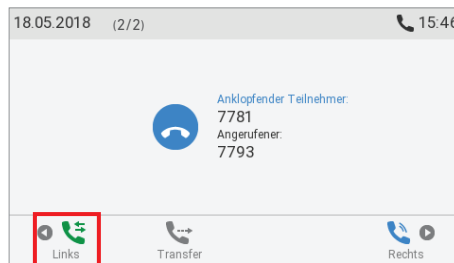 18.05.2018 (2/2) 15:46
Anklopfender Teilnehmer:
7781
Angerufener:
7793
Links Transfer Rechts